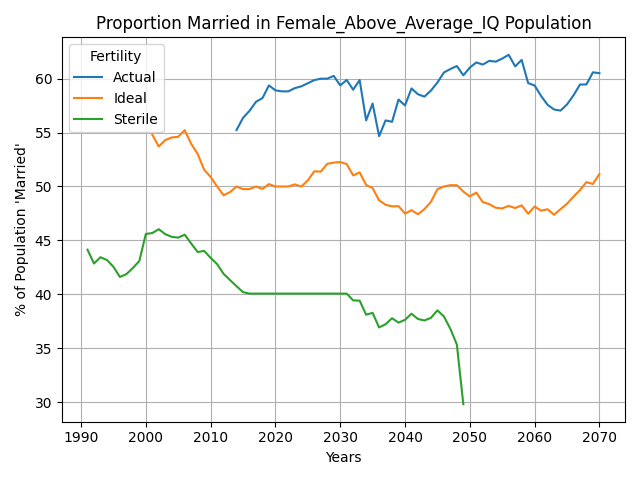 Proportion Married in Female_Above_Average_IQ Population
Fertility
Actual
Ideal
Sterile
% of Population 'Married'
60
55
50
45
40
35
30
1990 2000 2010 2020 2030 2040 2050 2060 2070
Years